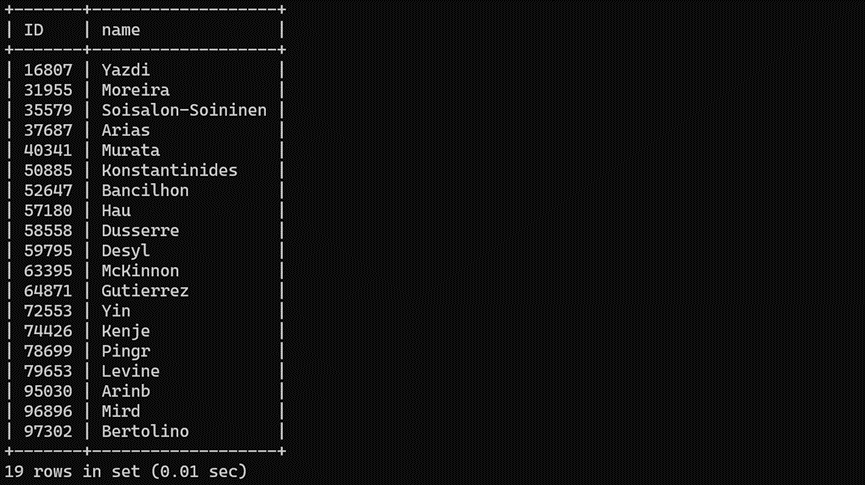 +-------+-------------------+
| ID    | name              |
+-------+-------------------+
| 16807 | Yazdi             |
| 31955 | Moreira           |
| 35579 | Soisalon-Soininen |
| 37687 | Arias             |
| 40341 | Murata            |
| 50885 | Konstantinides    |
| 52647 | Bancilhon         |
| 57180 | Hau               |
| 58558 | Dusserre          |
| 59795 | Desyl             |
| 63395 | McKinnon          |
| 64871 | Gutierrez         |
| 72553 | Yin               |
| 74426 | Kenje             |
| 78699 | Pingr             |
| 79653 | Levine            |
| 95030 | Arinb             |
| 96896 | Mird              |
| 97302 | Bertolino         |
+-------+-------------------+
19 rows in set (0.01 sec)